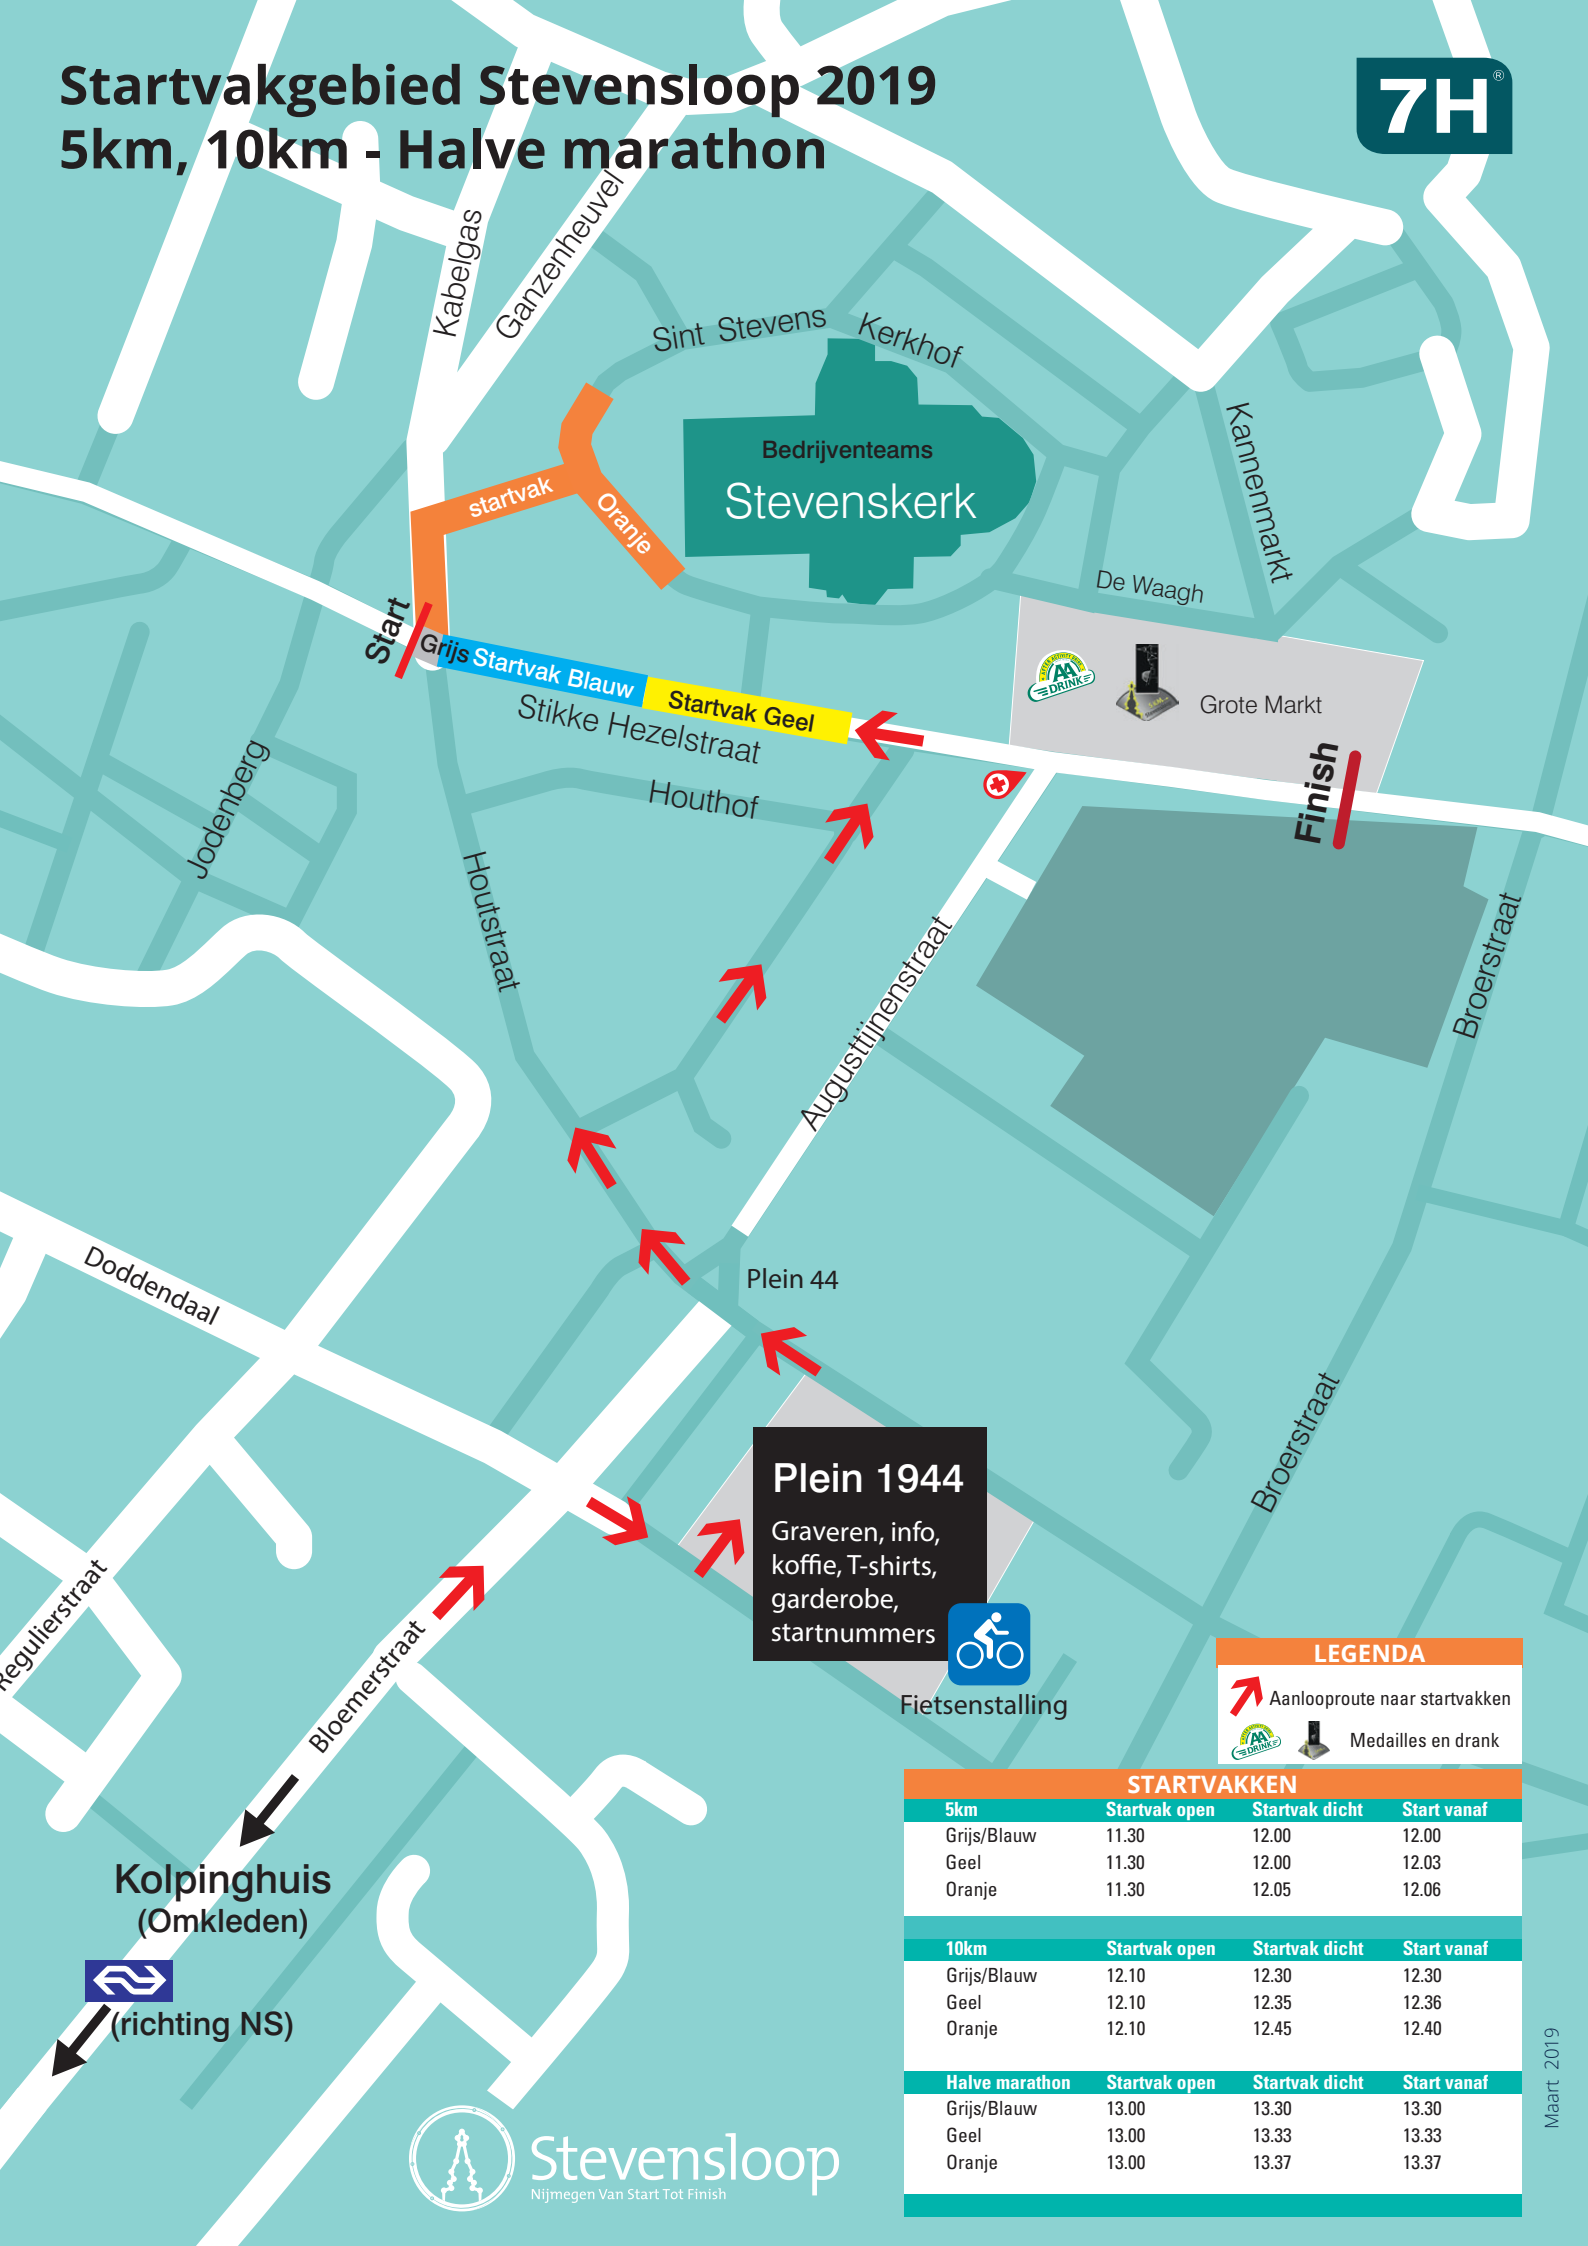 Startvakgebied Stevensloop 2019
5km, 10km - Halve marathon
7H®
Kabelgas
Ganzenheuvel
Sint Stevens
Kerkhof
Kannenmarkt
Bedrijventeams
Stevenskerk
startvak
Oranje
De Waagh
Start
Grijs
Startvak Blauw
Startvak Geel
Stikke Hezelstraat
AA
DRINK
Grote Markt
Finish
Jodenberg
Houthof
Houtstraat
Augusttijnenstraat
Broerstraat
Doddendaal
Plein 44
Broerstraat
Plein 1944
Graveren, info,
koffie, T-shirts,
garderobe,
startnummers
Fietsenstalling
Regulierstraat
Bloemerstraat
Kolpinghuis
(Omkleden)
(richting NS)
LEGENDA
Aanlooproute naar startvakken
AA
DRINK
Medailles en drank
STARTVAKKEN
5km Startvak open Startvak dicht Start vanaf
Grijs/Blauw 11.30 12.00 12.00
Geel 11.30 12.00 12.03
Oranje 11.30 12.05 12.06
10km Startvak open Startvak dicht Start vanaf
Grijs/Blauw 12.10 12.30 12.30
Geel 12.10 12.35 12.36
Oranje 12.10 12.45 12.40
Halve marathon Startvak open Startvak dicht Start vanaf
Grijs/Blauw 13.00 13.30 13.30
Geel 13.00 13.33 13.33
Oranje 13.00 13.37 13.37
Maart 2019
Stevensloop
Nijmegen Van Start Tot Finish